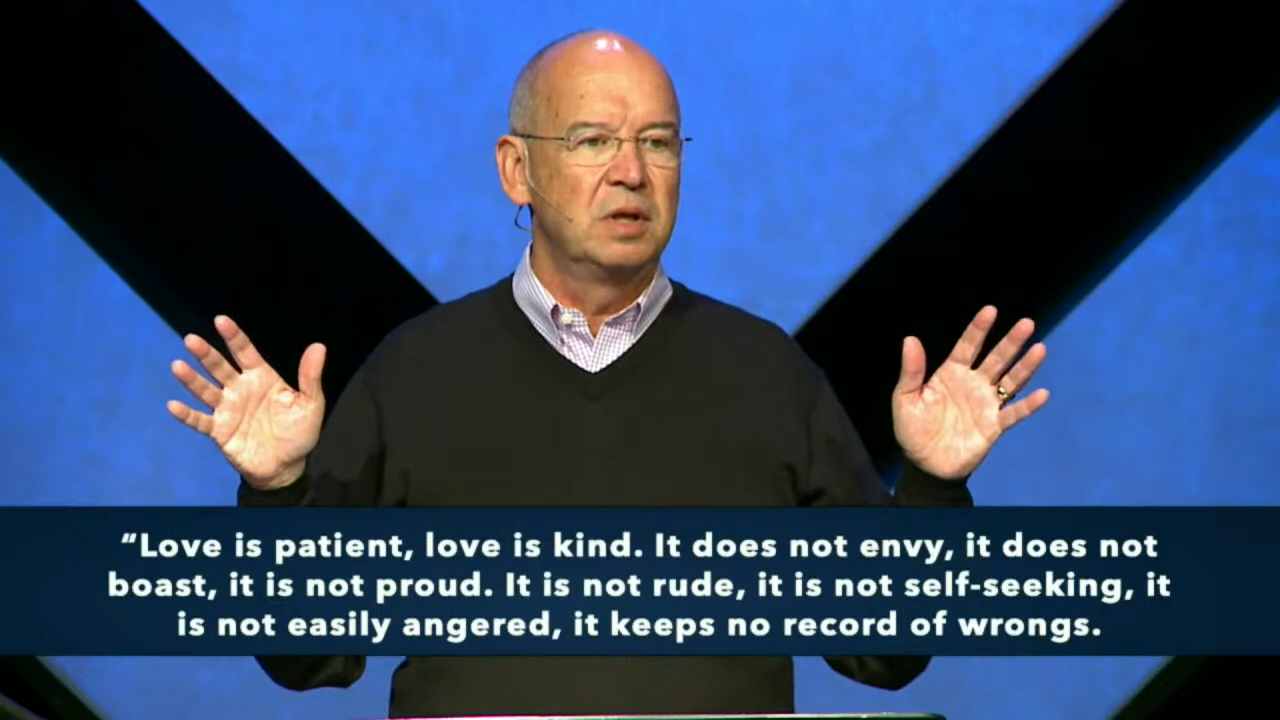 “Love is patient, love is kind. It does not envy, it does not
boast, it is not proud. It is not rude, it is not self-seeking, it
is not easily angered, it keeps no record of wrongs.